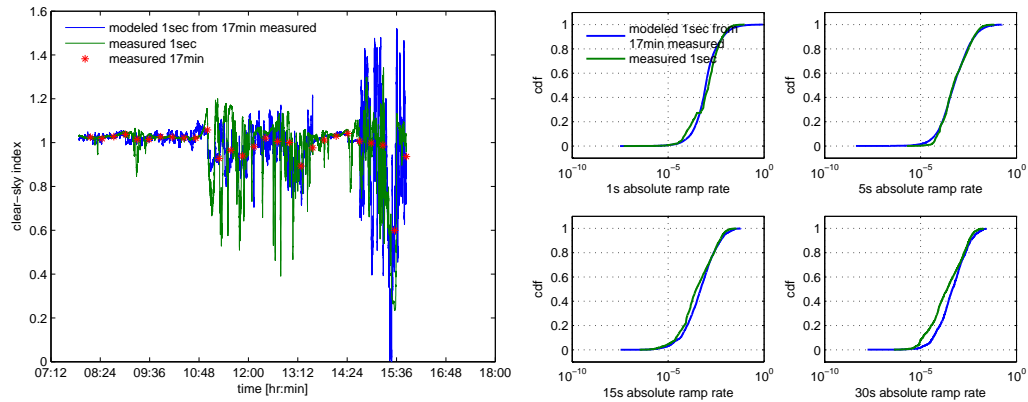 1.6
1.4
1.2
1.0
0.8
0.6
0.4
0.2
0
clear−sky index
modeled 1sec from 17min measured
measured 1sec
measured 17min
07:12 08:24 09:36 10:48 12:00 13:12 14:24 15:36 16:48 18:00
time [hr:min]
1
0.8
0.6
0.4
0.2
0
cdf
modeled 1sec from
17min measured
measured 1sec
10−10 10−5 100
1s absolute ramp rate
1
0.8
0.6
0.4
0.2
0
cdf
10−10 10−5 100
5s absolute ramp rate
1
0.8
0.6
0.4
0.2
0
cdf
10−10 10−5 100
15s absolute ramp rate
1
0.8
0.6
0.4
0.2
0
cdf
10−10 10−5 100
30s absolute ramp rate